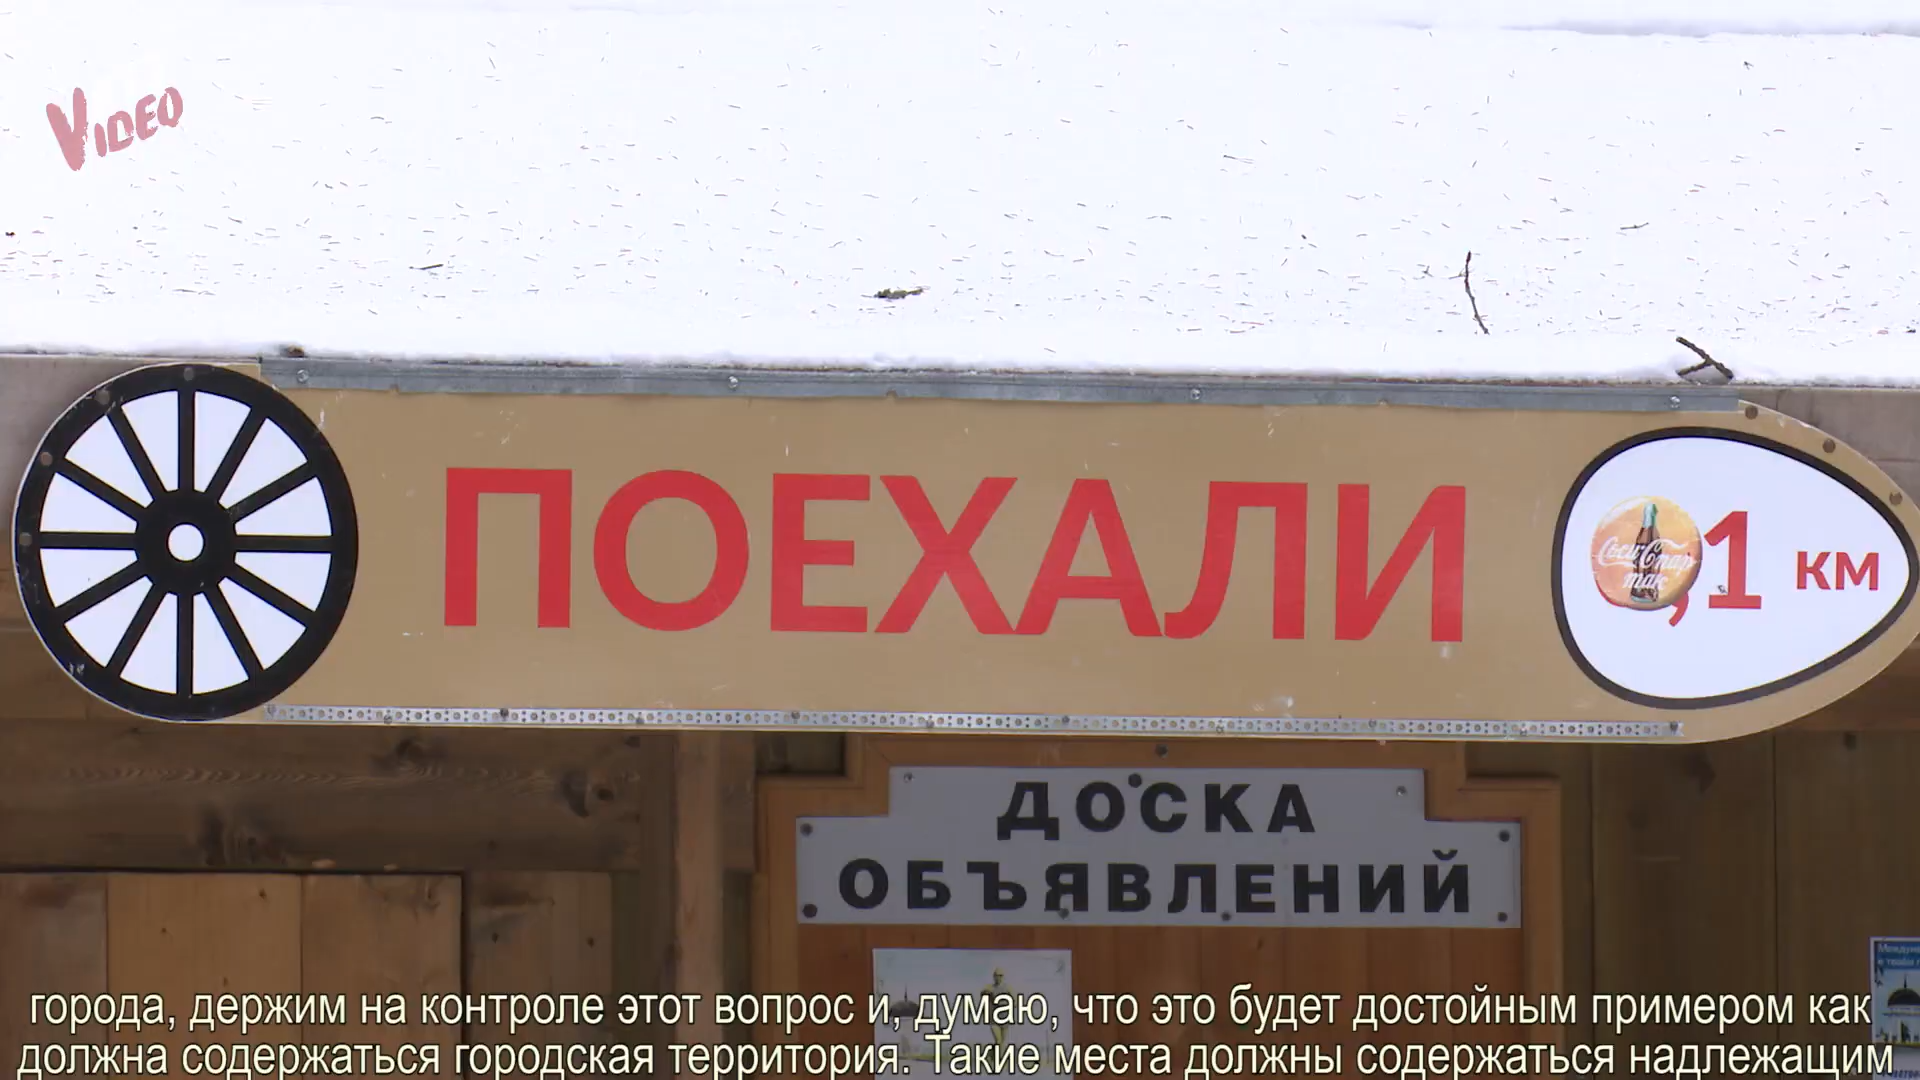 VIDEO
ПОЕХАЛИ
,1 км
ДОСКА
ОБЪЯВЛЕНИЙ
города, держим на контроле этот вопрос и, думаю, что это будет достойным примером как
должна содержаться городская территория. Такие места должны содержаться надлежащим